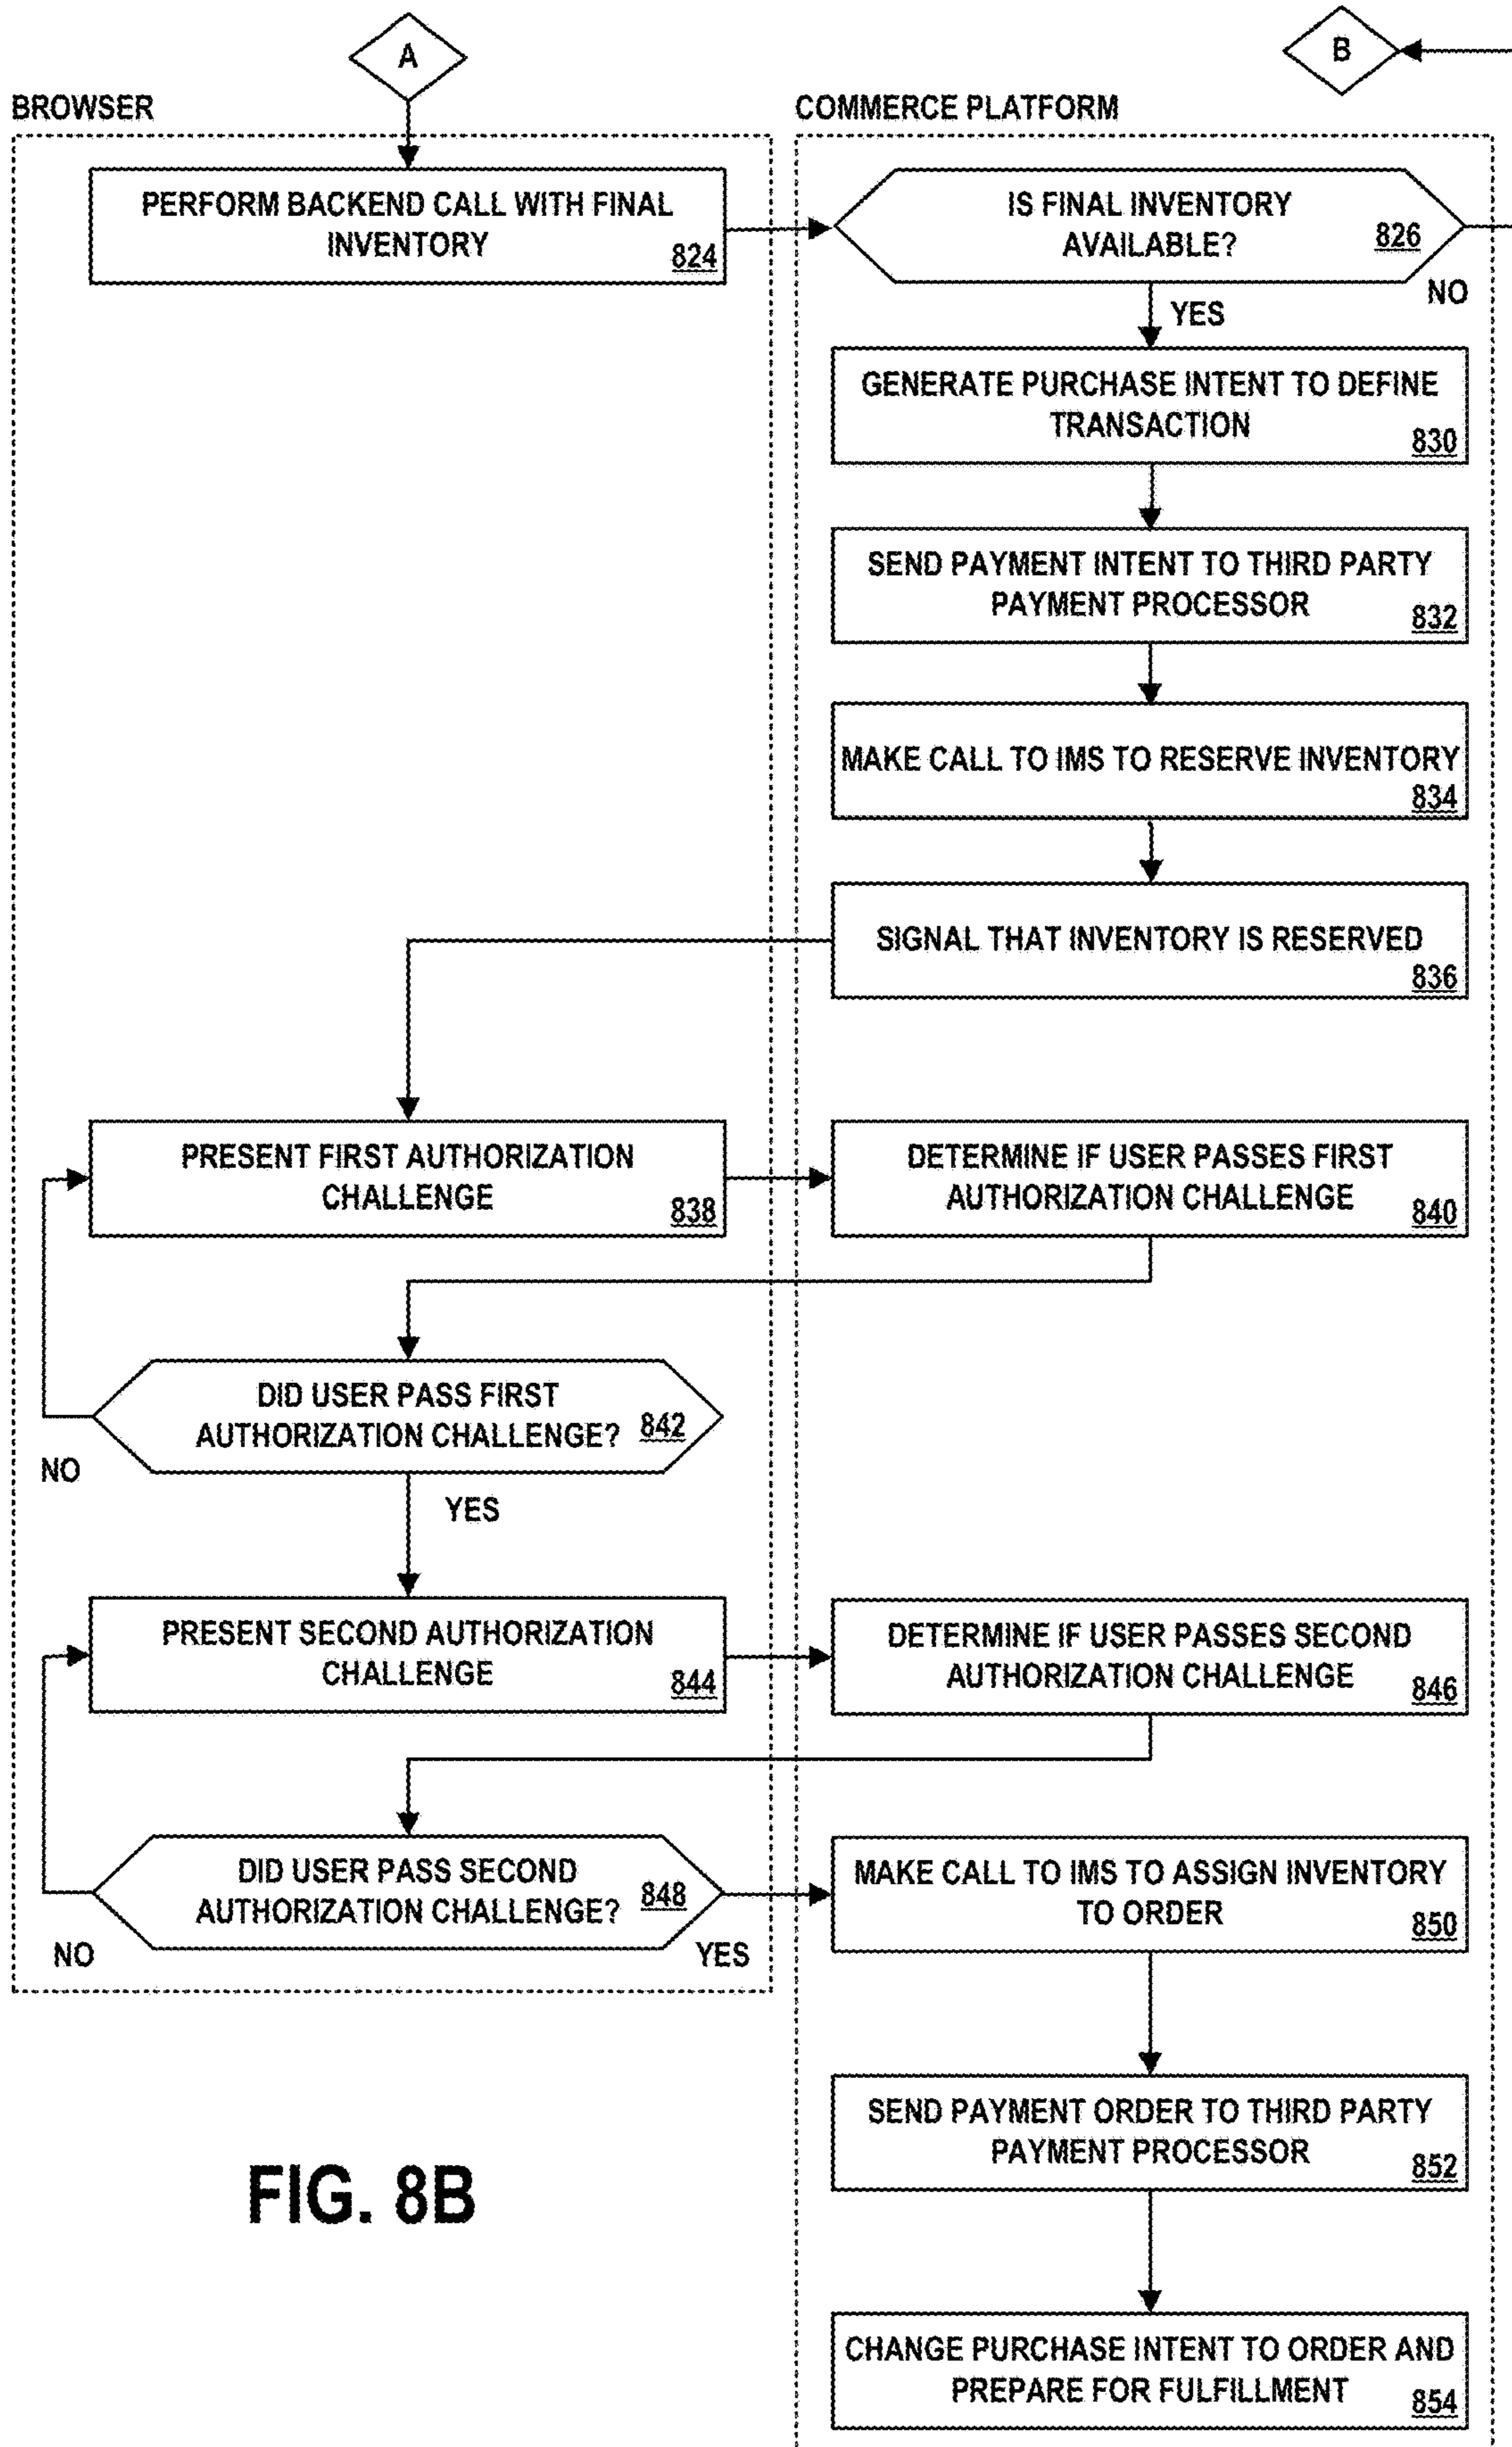 A
B
BROWSER
COMMERCE PLATFORM
PERFORM BACKEND CALL WITH FINAL
INVENTORY
824
IS FINAL INVENTORY
AVAILABLE?
826
NO
YES
GENERATE PURCHASE INTENT TO DEFINE
TRANSACTION
830
SEND PAYMENT INTENT TO THIRD PARTY
PAYMENT PROCESSOR
832
MAKE CALL TO IMS TO RESERVE INVENTORY
834
SIGNAL THAT INVENTORY IS RESERVED
836
PRESENT FIRST AUTHORIZATION
CHALLENGE
838
DETERMINE IF USER PASSES FIRST
AUTHORIZATION CHALLENGE
840
DID USER PASS FIRST
AUTHORIZATION CHALLENGE?
842
NO
YES
PRESENT SECOND AUTHORIZATION
CHALLENGE
844
DETERMINE IF USER PASSES SECOND
AUTHORIZATION CHALLENGE
846
DID USER PASS SECOND
AUTHORIZATION CHALLENGE?
848
NO
YES
MAKE CALL TO IMS TO ASSIGN INVENTORY
TO ORDER
850
SEND PAYMENT ORDER TO THIRD PARTY
PAYMENT PROCESSOR
852
CHANGE PURCHASE INTENT TO ORDER AND
PREPARE FOR FULFILLMENT
854
FIG. 8B